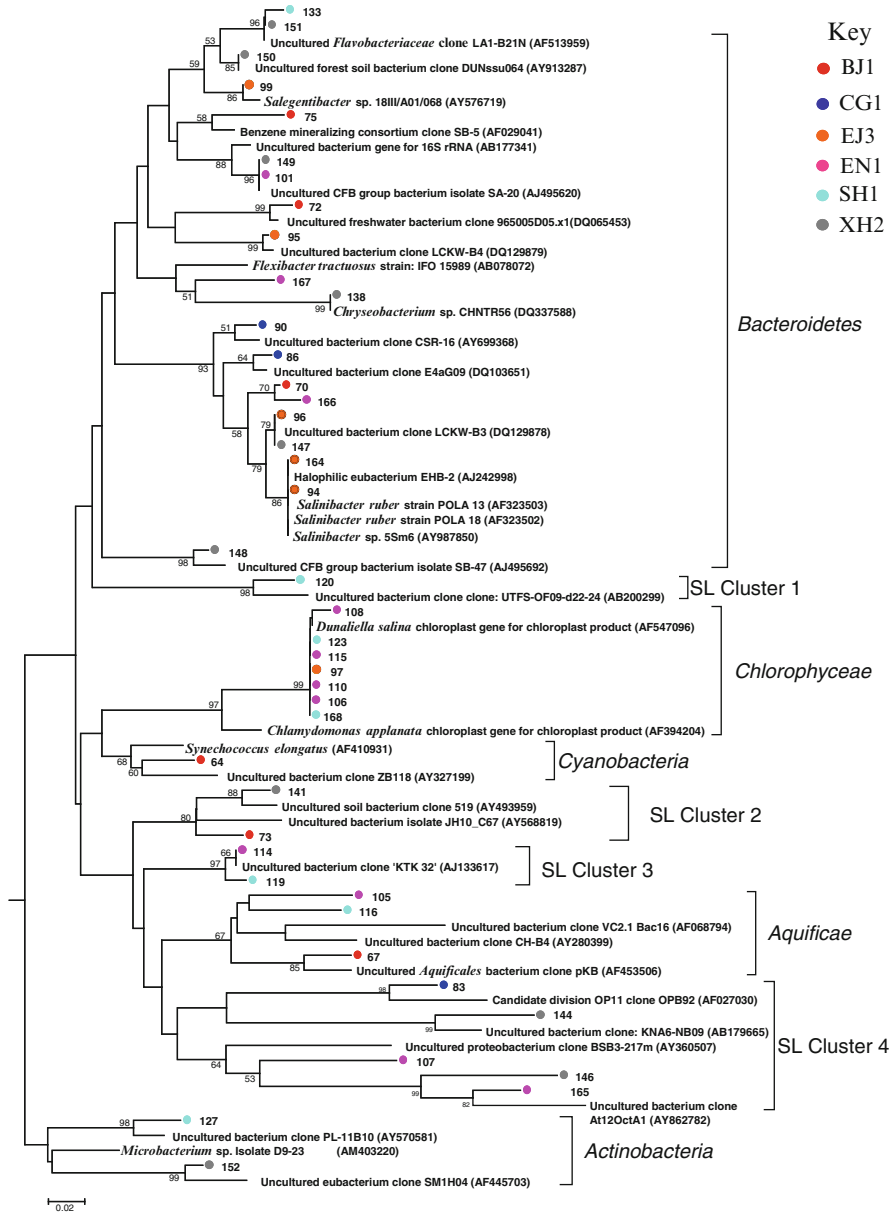 133
96
151
Uncultured Flavobacteriaceae clone LA1-B21N (AF513959)
53
150
85
Uncultured forest soil bacterium clone DUNssu064 (AY913287)
59
99
86
Salegentibacter sp. 18III/A01/068 (AY576719)
75
58
Benzene mineralizing consortium clone SB-5 (AF029041)
Uncultured bacterium gene for 16S rRNA (AB177341)
88
149
101
96
Uncultured CFB group bacterium isolate SA-20 (AJ495620)
72
99
Uncultured freshwater bacterium clone 965005D05.x1(DQ065453)
95
99
Uncultured bacterium clone LCKW-B4 (DQ129879)
Flexibacter tractuosus strain: IFO 15989 (AB078072)
167
51
138
99
Chryseobacterium sp. CHNTR56 (DQ337588)
90
51
Uncultured bacterium clone CSR-16 (AY699368)
93
86
64
Uncultured bacterium clone E4aG09 (DQ103651)
70
70
166
58
96
79
Uncultured bacterium clone LCKW-B3 (DQ129878)
147
79
164
Halophilic eubacterium EHB-2 (AJ242998)
94
86
Salinibacter ruber strain POLA 13 (AF323503)
Salinibacter ruber strain POLA 18 (AF323502)
Salinibacter sp. 5Sm6 (AY987850)
148
98
Uncultured CFB group bacterium isolate SB-47 (AJ495692)
120
98
Uncultured bacterium clone clone: UTFS-OF09-d22-24 (AB200299)
108
Dunaliella salina chloroplast gene for chloroplast product (AF547096)
123
115
97
99
110
106
168
97
Chlamydomonas applanata chloroplast gene for chloroplast product (AF394204)
Synechococcus elongatus (AF410931)
68
64
60
Uncultured bacterium clone ZB118 (AY327199)
141
88
Uncultured soil bacterium clone 519 (AY493959)
80
Uncultured bacterium isolate JH10_C67 (AY568819)
73
114
66
Uncultured bacterium clone 'KTK 32' (AJ133617)
97
119
105
116
67
Uncultured bacterium clone VC2.1 Bac16 (AF068794)
Uncultured bacterium clone CH-B4 (AY280399)
67
85
Uncultured Aquificales bacterium clone pKB (AF453506)
83
98
Candidate division OP11 clone OPB92 (AF027030)
144
99
Uncultured bacterium clone: KNA6-NB09 (AB179665)
Uncultured proteobacterium clone BSB3-217m (AY360507)
64
107
53
146
99
165
82
Uncultured bacterium clone
At12OctA1 (AY862782)
127
98
Uncultured bacterium clone PL-11B10 (AY570581)
Microbacterium sp. Isolate D9-23 (AM403220)
152
99
Uncultured eubacterium clone SM1H04 (AF445703)
0.02
Key
BJ1
CG1
EJ3
EN1
SH1
XH2
Bacteroidetes
SL Cluster 1
Chlorophyceae
Cyanobacteria
SL Cluster 2
SL Cluster 3
Aquificae
SL Cluster 4
Actinobacteria